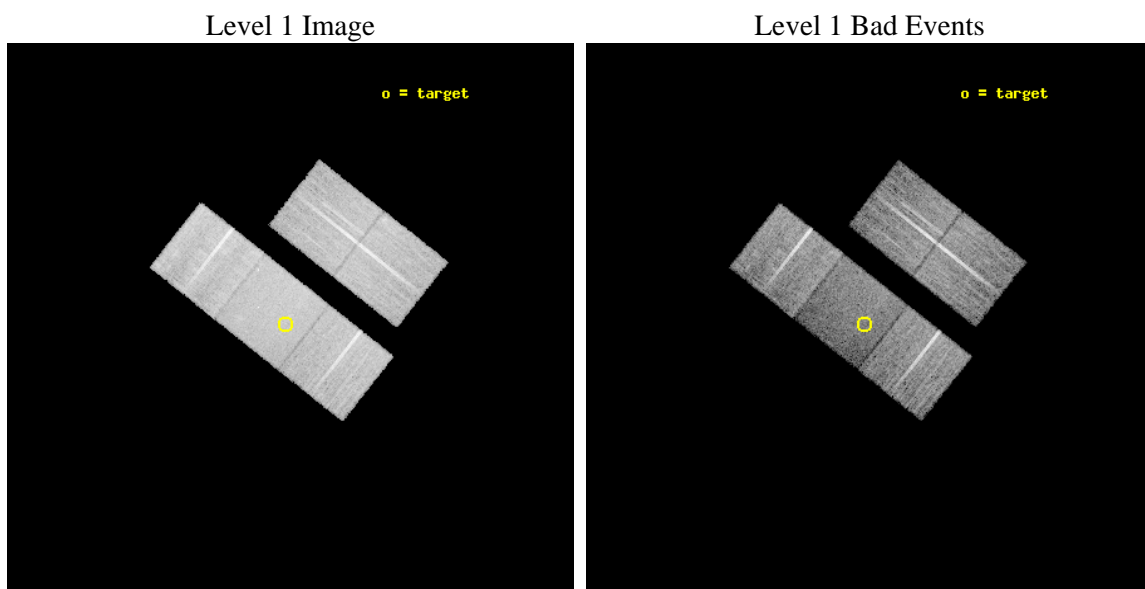 Level 1 Image
Level 1 Bad Events
o = target
o = target